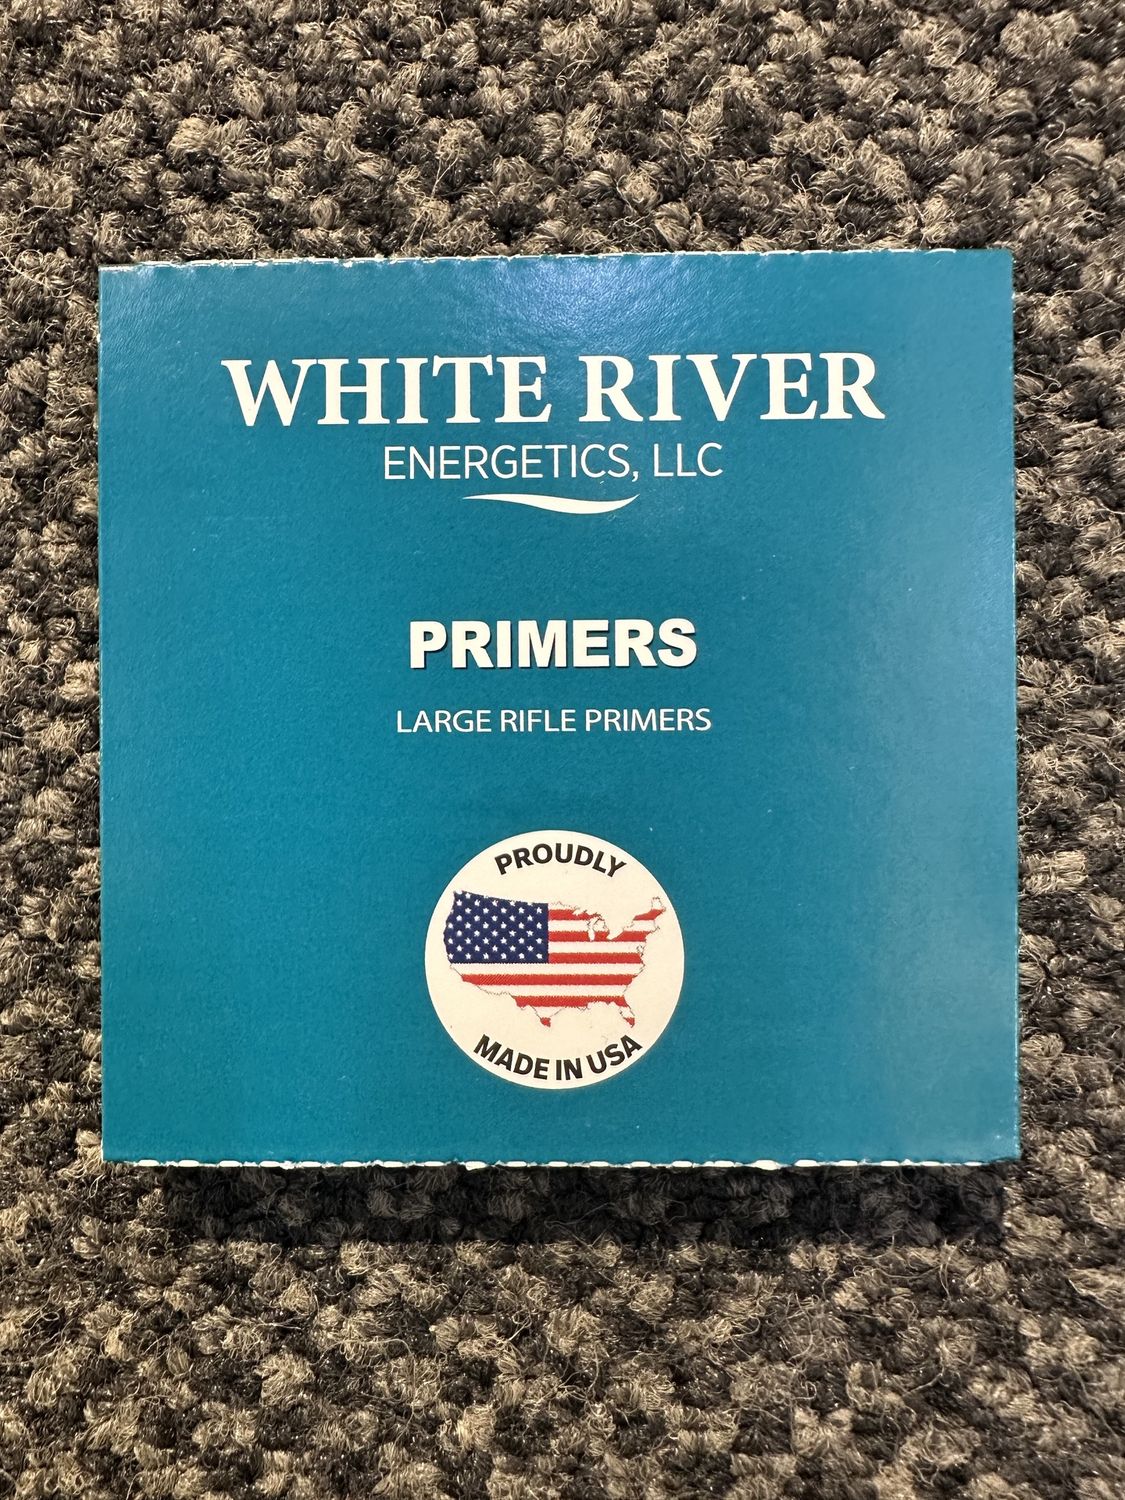 WHITE RIVER
ENERGETICS, LLC
PRIMERS
LARGE RIFLE PRIMERS
PROUDLY
MADE IN USA